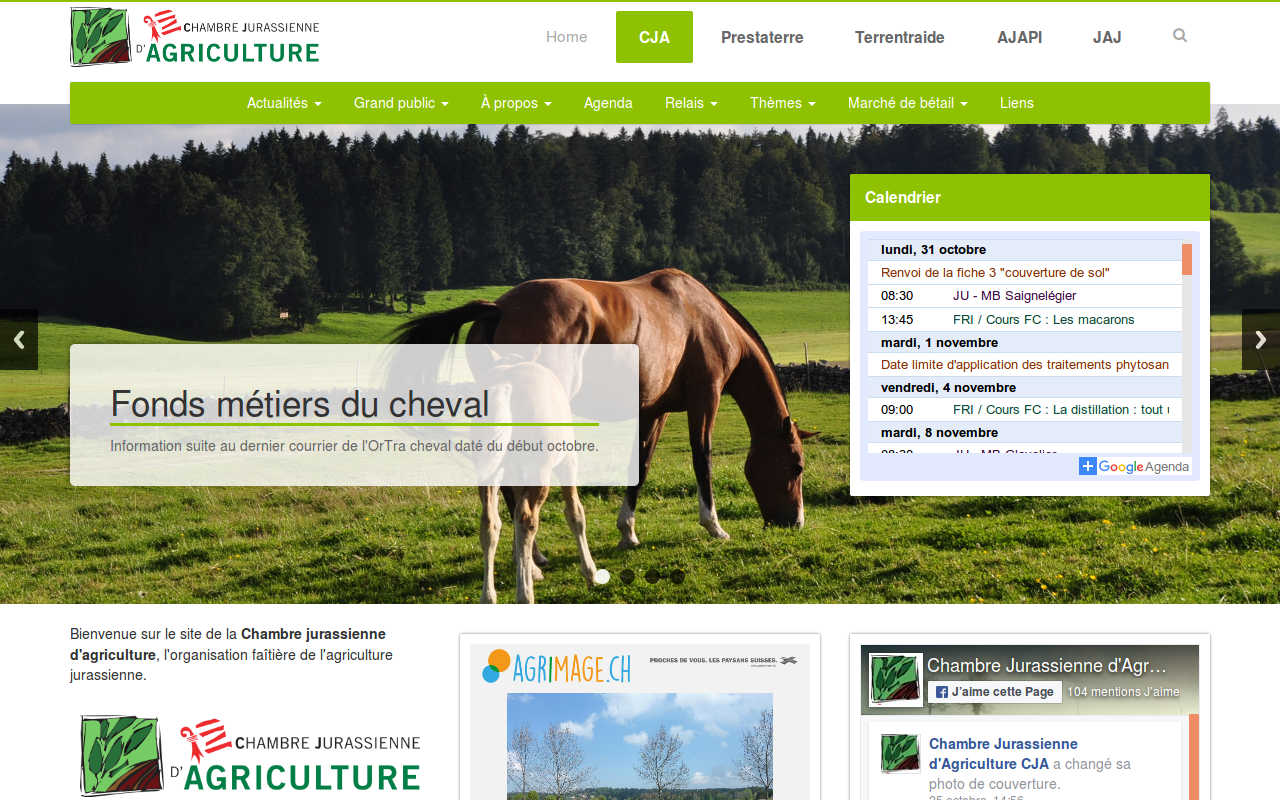 CHAMBRE JURASSIENNE
D'AGRICULTURE
Home
CJA
Prestaterre
Terrentraide
AJAPI
JAJ
Actualités
Grand public
À propos
Agenda
Relais
Thèmes
Marché de bétail
Liens
Calendrier
lundi, 31 octobre
Renvoi de la fiche 3 "couverture de sol"
08:30 JU - MB Saignelégier
13:45 FRI / Cours FC : Les macarons
mardi, 1 novembre
Date limite d'application des traitements phytosan
vendredi, 4 novembre
09:00 FRI / Cours FC : La distillation : tout
mardi, 8 novembre
08:30 JU - MB Glovelier
Google Agenda
Fonds métiers du cheval
Information suite au dernier courrier de l'OrTra cheval daté du début octobre.
Bienvenue sur le site de la Chambre jurassienne
d'agriculture, l'organisation faîtière de l'agriculture
jurassienne.
CHAMBRE JURASSIENNE
D'AGRICULTURE
AGRIMAGE.CH
PROCHES DE VOUS. LES PAYSANS SUISSES.
Chambre Jurassienne d'Agr…
J'aime cette Page
104 mentions J'aime
Chambre Jurassienne
d'Agriculture CJA a changé sa
photo de couverture.
25 octobre, 14:56